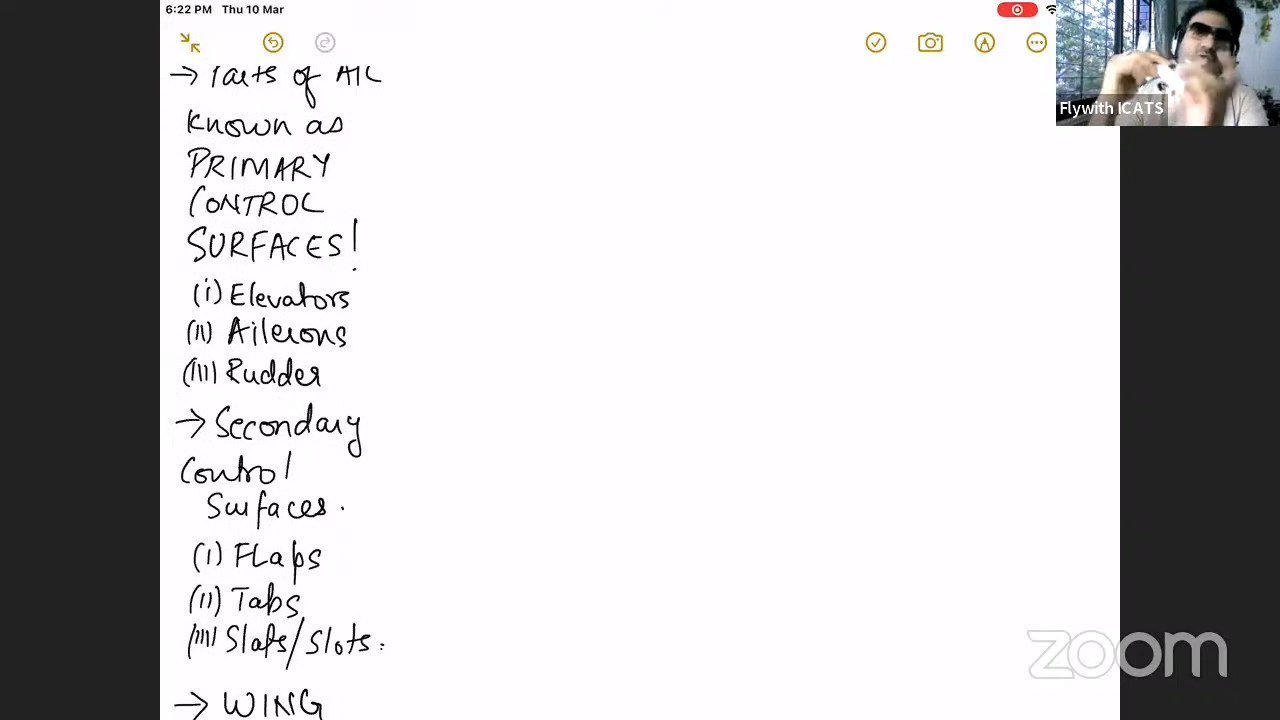 6:22 PM Thu 10 Mar
→ Parts of A/C
Known as
PRIMARY
CONTROL
SURFACES!
(i) Elevators
(II) Ailerons
(III) Rudder
→ Secondary
Control
Surfaces.
(I) FLaps
(II) Tabs
(III) Slats/Slots.
→ WING
Flywith ICATS
zoom